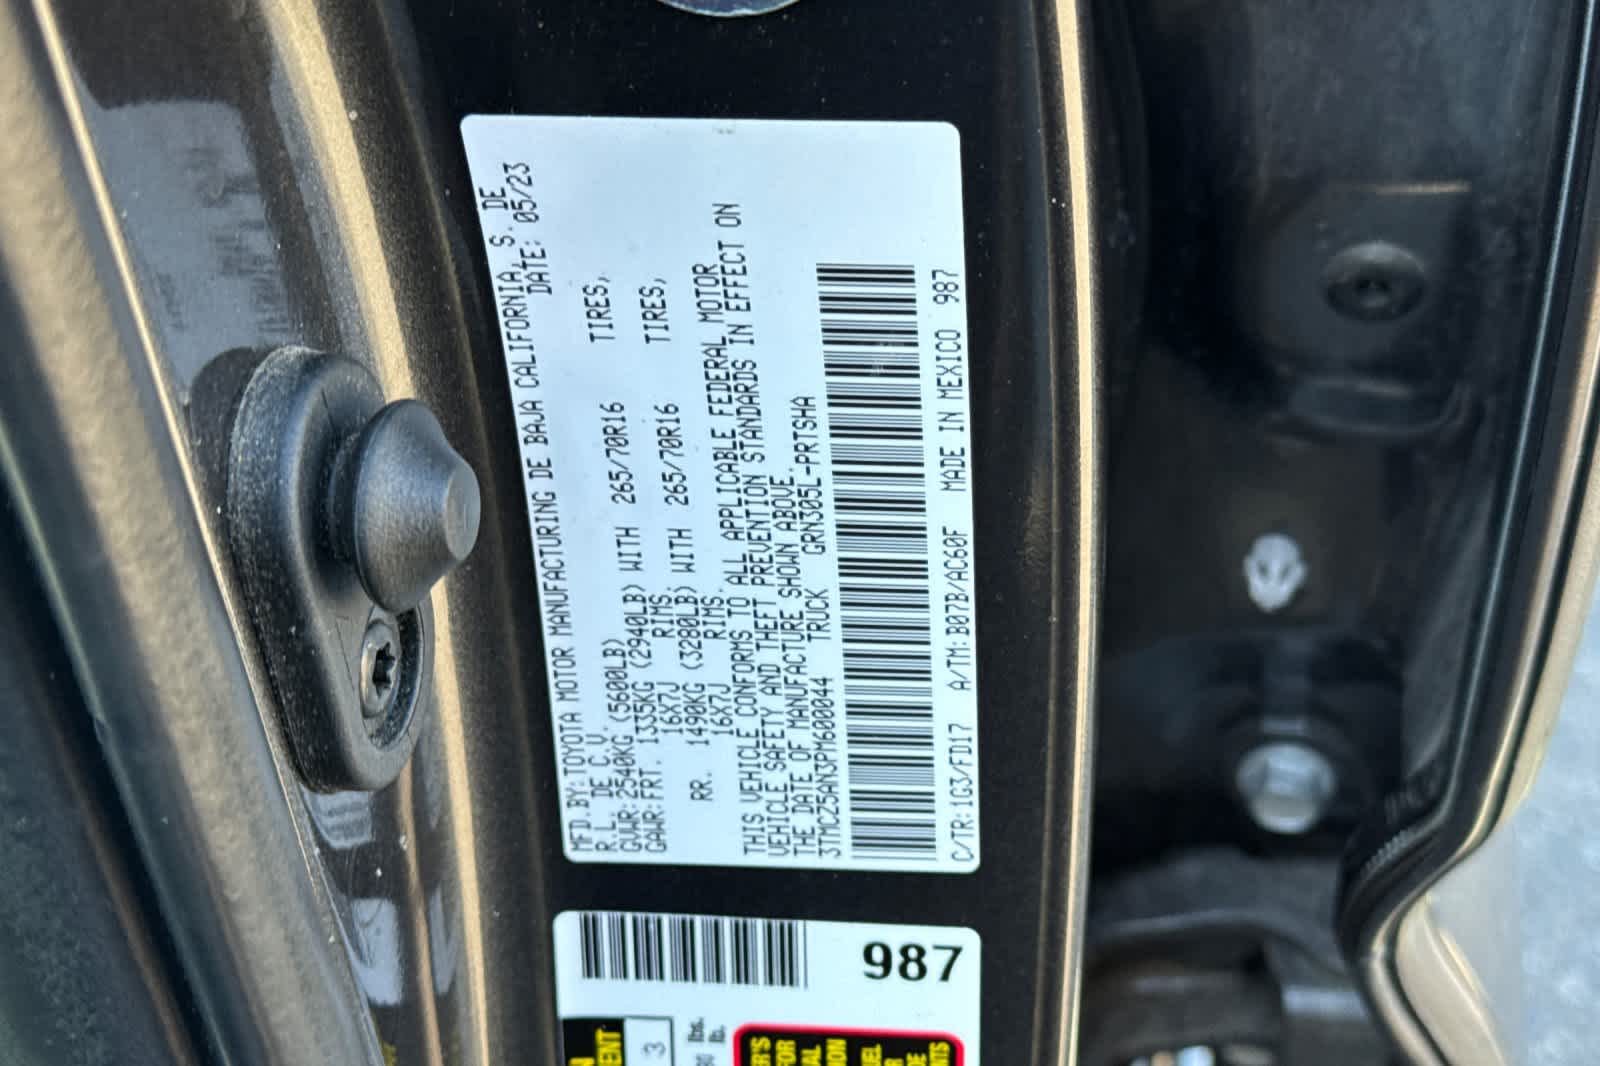 MFD.BY:TOYOTA MOTOR MANUFACTURING DE BAJA CALIFORNIA,S. DE
R.L. DE C.V. DATE: 05/23
GVWR:2540KG (5600LB)
GAWR:FRT. 1335KG (2940LB) WITH 265/70R16 TIRES,
16X7J RIMS,
RR. 1490KG (3280LB) WITH 265/70R16 TIRES,
16X7J RIMS.
THIS VEHICLE CONFORMS TO ALL APPLICABLE FEDERAL MOTOR
VEHICLE SAFETY AND THEFT PREVENTION STANDARDS IN EFFECT ON
THE DATE OF MANUFACTURE SHOWN ABOVE.
3TMCZ5AN3PM600044 TRUCK GRN305L-PRTSHA
C/TR:1G3/FD17 A/TM:B07B/AC60F MADE IN MEXICO 987
987
3
lbs.
lb.